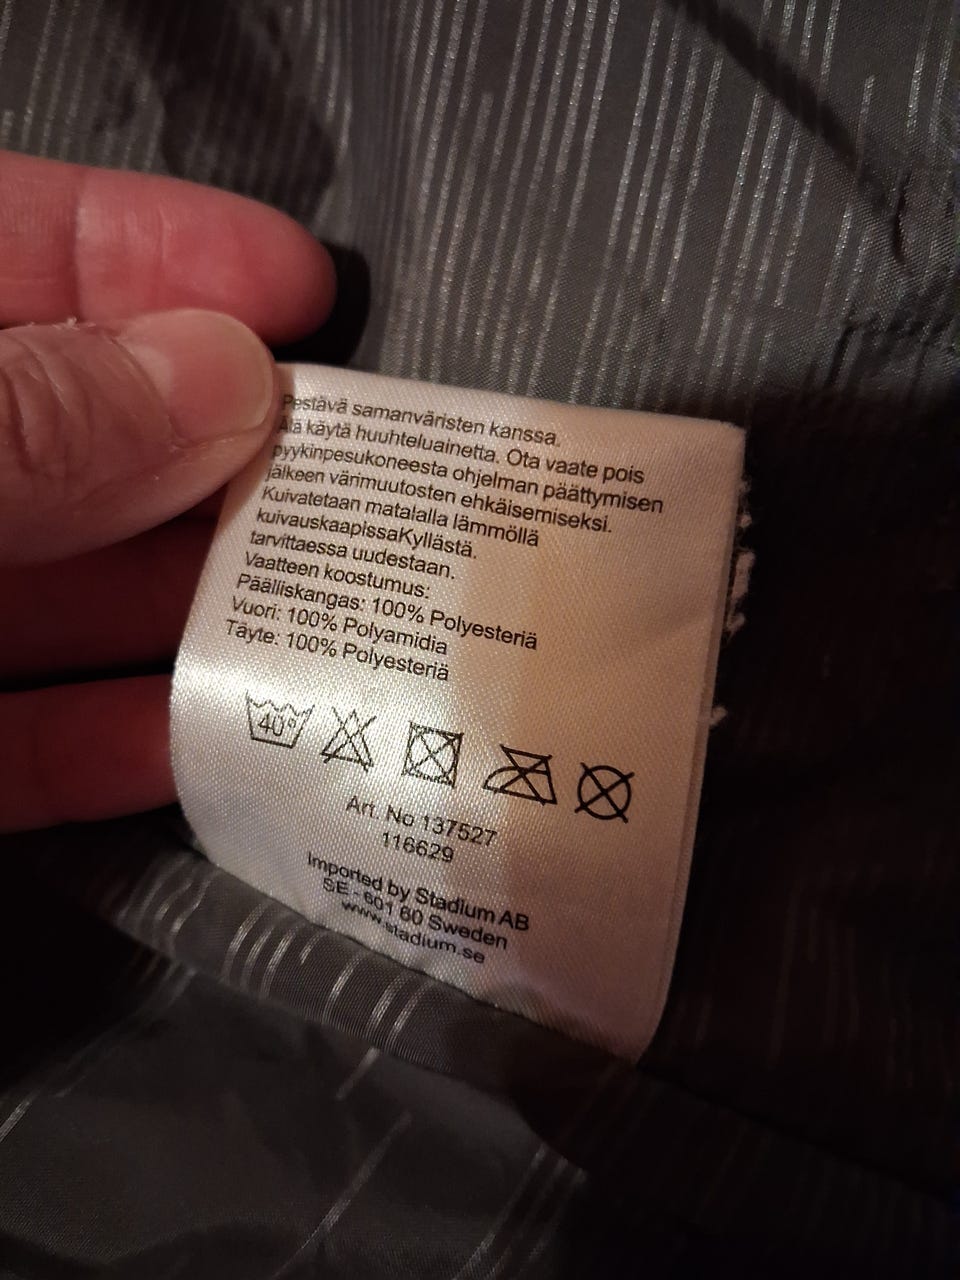 Pestävä samanväristen kanssa.
Älä käytä huuhteluainetta. Ota vaate pois
pyykinpesukoneesta ohjelman päättymisen
jälkeen värimuutosten ehkäisemiseksi.
Kuivatetaan matalalla lämmöllä
kuivauskaapissaKyllästä.
tarvittaessa uudestaan.
Vaatteen koostumus:
Päälliskangas: 100% Polyesteriä
Vuori: 100% Polyamidia
Täyte: 100% Polyesteriä
40°
Art. No 137527
116629
Imported by Stadium AB
SE - 601 60 Sweden
www.stadium.se